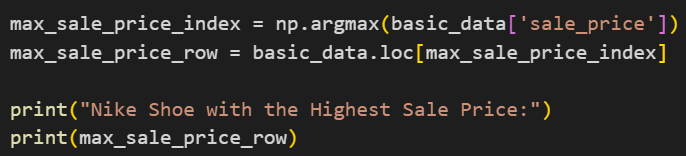 max_sale_price_index = np.argmax(basic_data['sale_price'])
max_sale_price_row = basic_data.loc[max_sale_price_index]
print("Nike Shoe with the Highest Sale Price:")
print(max_sale_price_row)